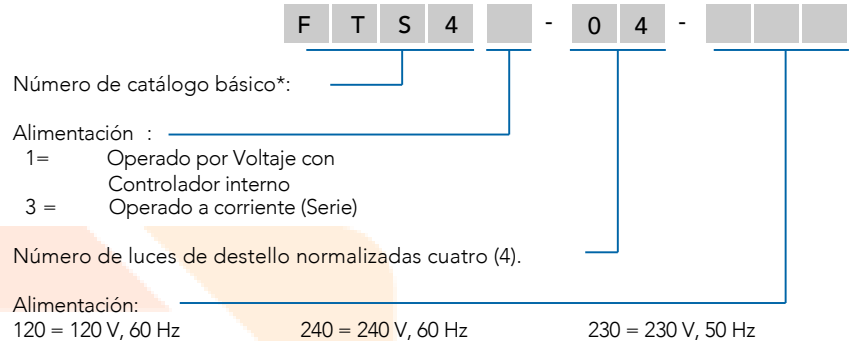 F T S 4 - 0 4 -
Número de catálogo básico*:
Alimentación :
1= Operado por Voltaje con
Controlador interno
3 = Operado a corriente (Serie)
Número de luces de destello normalizadas cuatro (4).
Alimentación:
120 = 120 V, 60 Hz 240 = 240 V, 60 Hz 230 = 230 V, 50 Hz